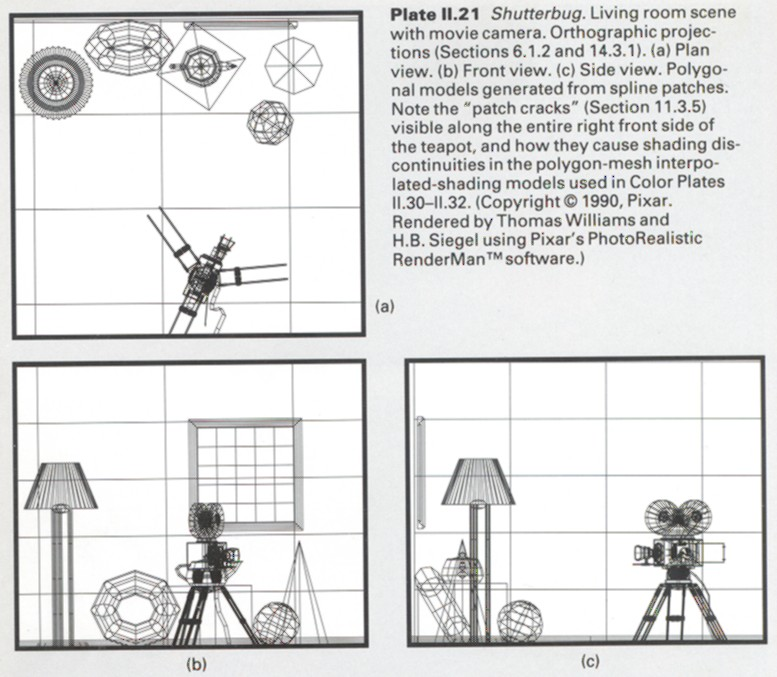 Plate II.21 Shutterbug. Living room scene
with movie camera. Orthographic projec-
tions (Sections 6.1.2 and 14.3.1). (a) Plan
view. (b) Front view. (c) Side view. Polygo-
nal models generated from spline patches.
Note the "patch cracks" (Section 11.3.5)
visible along the entire right front side of
the teapot, and how they cause shading dis-
continuities in the polygon-mesh interpo-
lated-shading models used in Color Plates
II.30–II.32. (Copyright © 1990, Pixar.
Rendered by Thomas Williams and
H.B. Siegel using Pixar's PhotoRealistic
RenderMan™ software.)
(a)
(b)
(c)